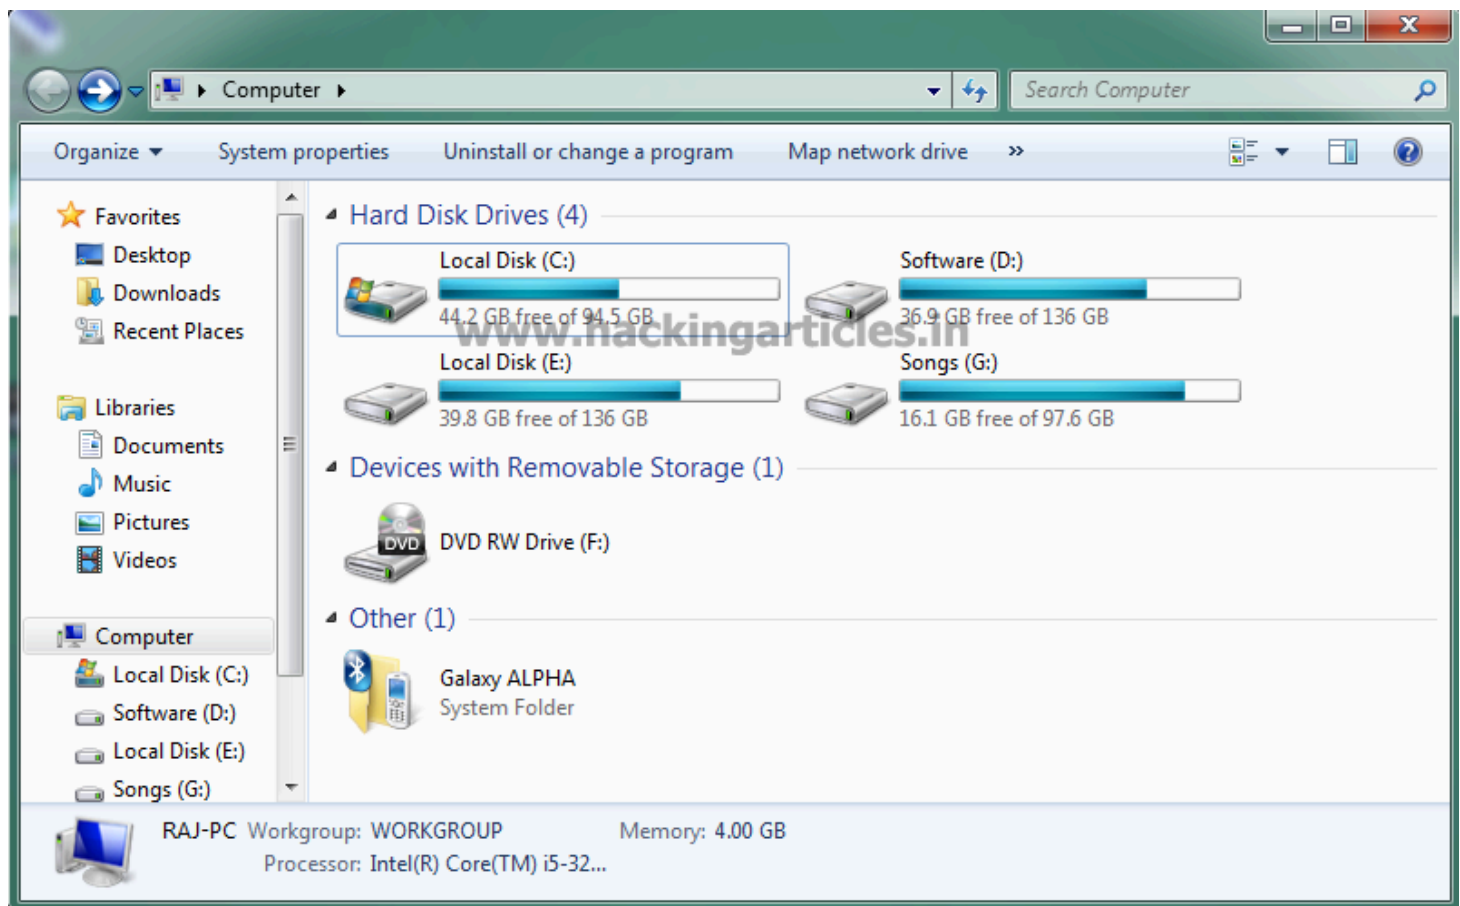 Computer
Search Computer
Organize
System properties
Uninstall or change a program
Map network drive
»
Favorites
Desktop
Downloads
Recent Places
Libraries
Documents
Music
Pictures
Videos
Computer
Local Disk (C:)
Software (D:)
Local Disk (E:)
Songs (G:)
Hard Disk Drives (4)
Local Disk (C:)
44.2 GB free of 94.5 GB
Software (D:)
36.9 GB free of 136 GB
www.hackingarticles.in
Local Disk (E:)
39.8 GB free of 136 GB
Songs (G:)
16.1 GB free of 97.6 GB
Devices with Removable Storage (1)
DVD
DVD RW Drive (F:)
Other (1)
Galaxy ALPHA
System Folder
RAJ-PC Workgroup: WORKGROUP Memory: 4.00 GB
Processor: Intel(R) Core(TM) i5-32...